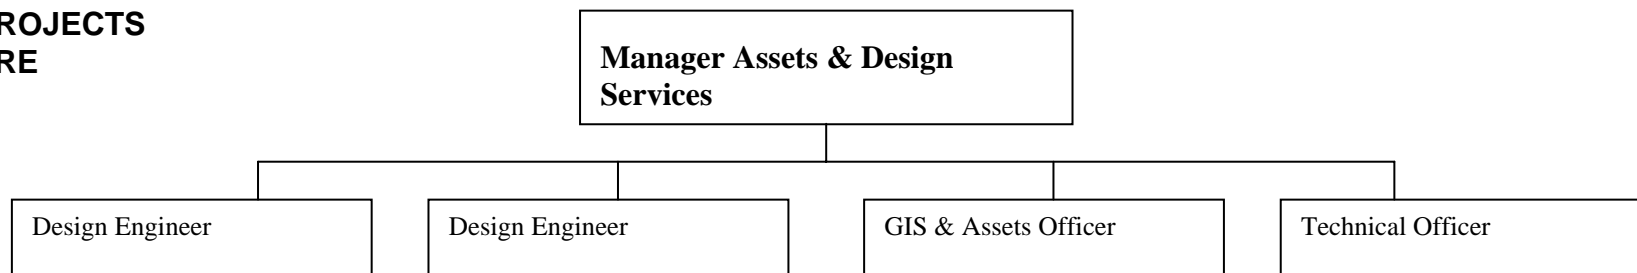 ROJECTS
RE
Manager Assets & Design
Services
Design Engineer
Design Engineer
GIS & Assets Officer
Technical Officer